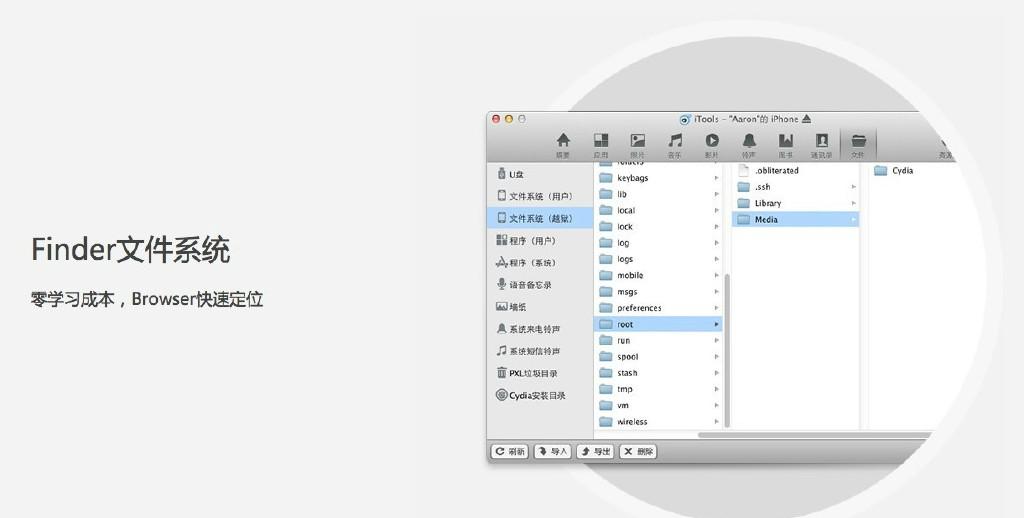 Finder文件系统
零学习成本，Browser快速定位
iTools - "Aaron"的 iPhone
摘要 应用 照片 音乐 影片 铃声 图书 通讯录 文件
U盘
文件系统（用户）
文件系统（越狱）
程序（用户）
程序（系统）
语音备忘录
墙纸
系统来电铃声
系统短信铃声
PXL垃圾目录
Cydia安装目录
folders
keybags
lib
local
lock
log
logs
mobile
msgs
preferences
root
run
spool
stash
tmp
vm
wireless
.obliterated
.ssh
Library
Media
Cydia
刷新 导入 导出 删除